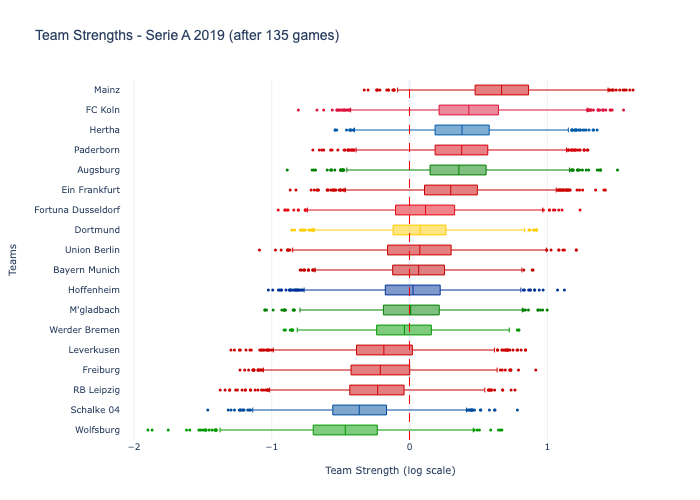 Team Strengths - Serie A 2019 (after 135 games)
Mainz
FC Koln
Hertha
Paderborn
Augsburg
Ein Frankfurt
Fortuna Dusseldorf
Dortmund
Union Berlin
Bayern Munich
Hoffenheim
M'gladbach
Werder Bremen
Leverkusen
Freiburg
RB Leipzig
Schalke 04
Wolfsburg
Teams
−2 −1 0 1
Team Strength (log scale)